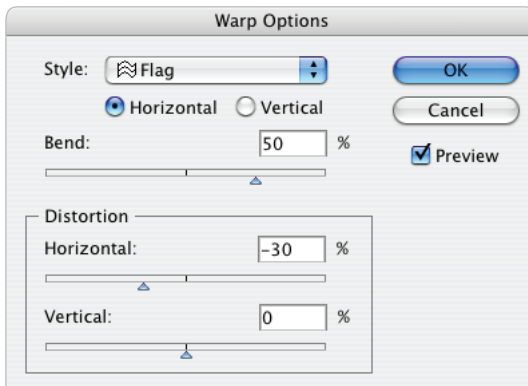 Warp Options
Style: Flag
Horizontal Vertical
Bend: 50 %
Distortion
Horizontal: -30 %
Vertical: 0 %
OK
Cancel
Preview